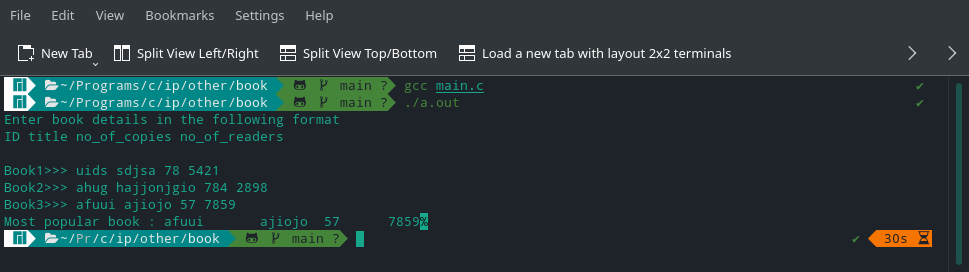 File Edit View Bookmarks Settings Help
New Tab Split View Left/Right Split View Top/Bottom Load a new tab with layout 2x2 terminals
~/Programs/c/ip/other/book main ? gcc main.c ✔
~/Programs/c/ip/other/book main ? ./a.out ✔
Enter book details in the following format
ID title no_of_copies no_of_readers
Book1>>> uids sdjsa 78 5421
Book2>>> ahug hajjonjgio 784 2898
Book3>>> afuui ajiojo 57 7859
Most popular book : afuui ajiojo 57 7859%
~/Pr/c/ip/other/book main ? ✔ 30s